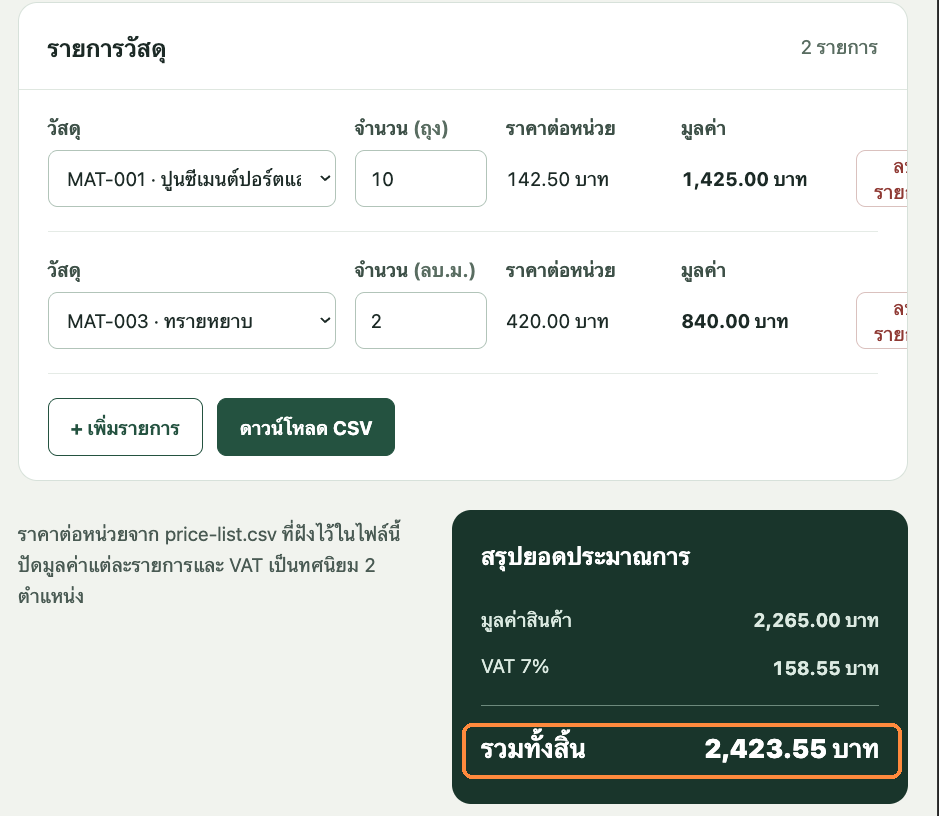 รายการวัสดุ 2 รายการ
วัสดุ จำนวน (ถุง) ราคาต่อหน่วย มูลค่า
MAT-001 · ปูนซีเมนต์ปอร์ตแล 10 142.50 บาท 1,425.00 บาท
วัสดุ จำนวน (ลบ.ม.) ราคาต่อหน่วย มูลค่า
MAT-003 · ทรายหยาบ 2 420.00 บาท 840.00 บาท
+ เพิ่มรายการ ดาวน์โหลด CSV
ราคาต่อหน่วยจาก price-list.csv ที่ฝังไว้ในไฟล์นี้
ปัดมูลค่าแต่ละรายการและ VAT เป็นทศนิยม 2
ตำแหน่ง
สรุปยอดประมาณการ
มูลค่าสินค้า 2,265.00 บาท
VAT 7% 158.55 บาท
รวมทั้งสิ้น 2,423.55 บาท